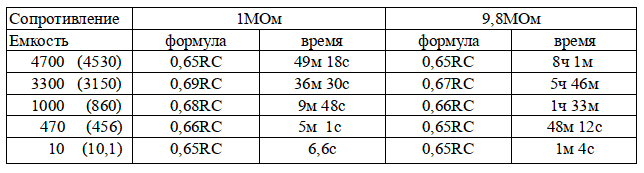 Сопротивление 1МОм 9,8МОм
Емкость формула время формула время
4700 (4530) 0,65RC 49м 18с 0,65RC 8ч 1м
3300 (3150) 0,69RC 36м 30с 0,67RC 5ч 46м
1000 (860) 0,68RC 9м 48с 0,66RC 1ч 33м
470 (456) 0,66RC 5м 1с 0,65RC 48м 12с
10 (10,1) 0,65RC 6,6с 0,65RC 1м 4с